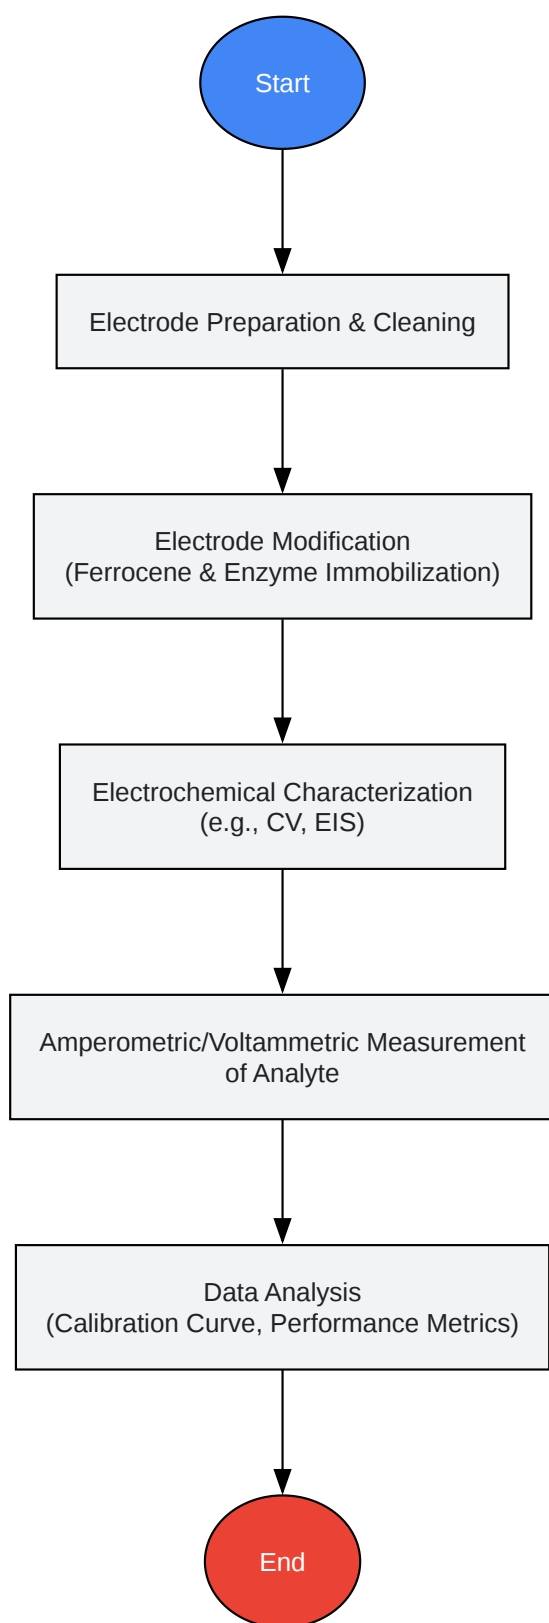 Start
Electrode Preparation & Cleaning
Electrode Modification
(Ferrocene & Enzyme Immobilization)
Electrochemical Characterization
(e.g., CV, EIS)
Amperometric/Voltammetric Measurement
of Analyte
Data Analysis
(Calibration Curve, Performance Metrics)
End